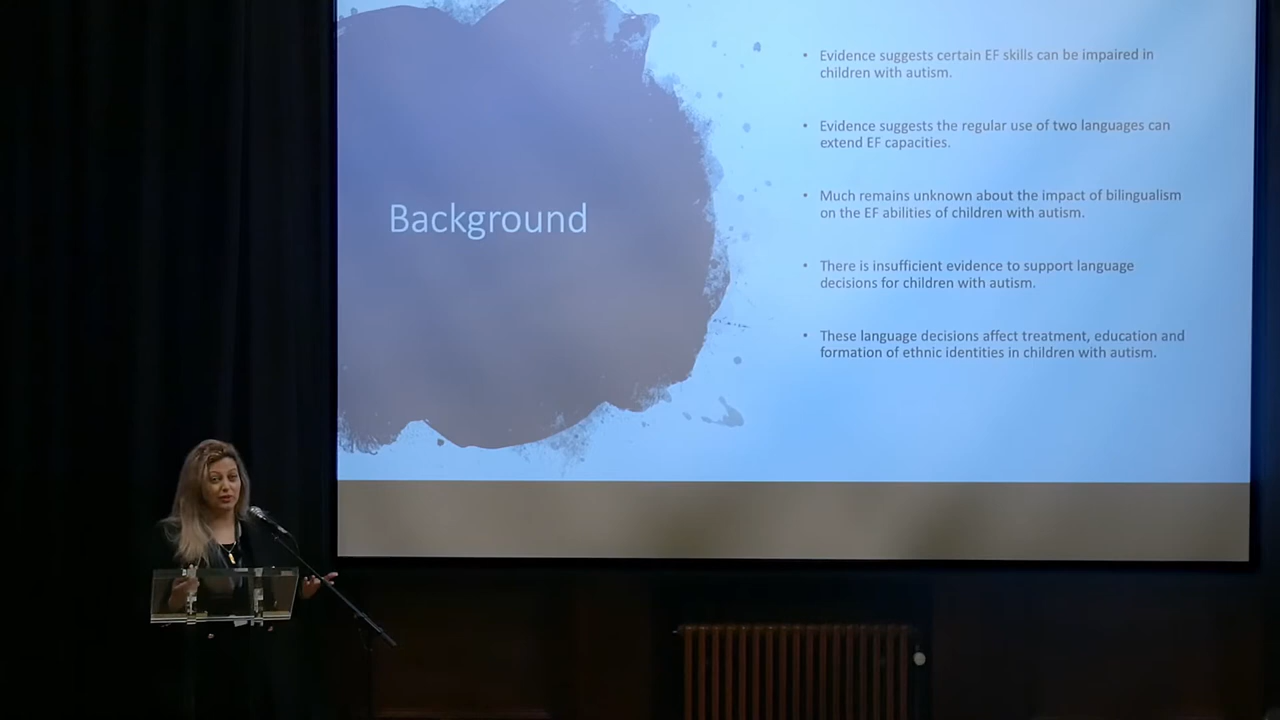 Background
• Evidence suggests certain EF skills can be impaired in
children with autism.
• Evidence suggests the regular use of two languages can
extend EF capacities.
• Much remains unknown about the impact of bilingualism
on the EF abilities of children with autism.
• There is insufficient evidence to support language
decisions for children with autism.
• These language decisions affect treatment, education and
formation of ethnic identities in children with autism.